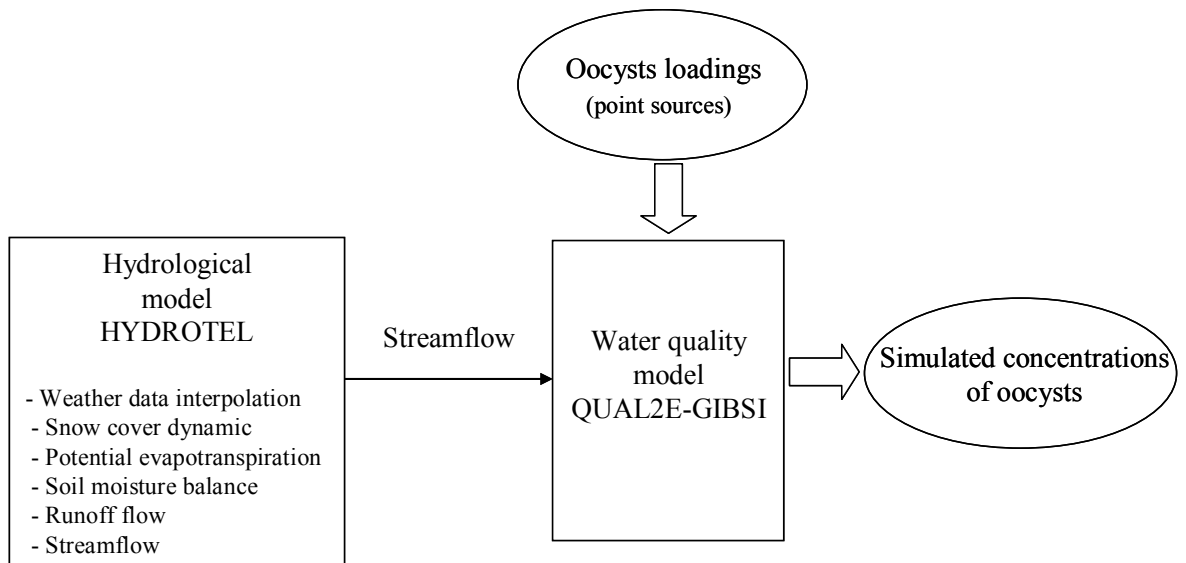 Oocysts loadings
(point sources)
Hydrological
model
HYDROTEL
- Weather data interpolation
- Snow cover dynamic
- Potential evapotranspiration
- Soil moisture balance
- Runoff flow
- Streamflow
Streamflow
Water quality
model
QUAL2E-GIBSI
Simulated concentrations
of oocysts